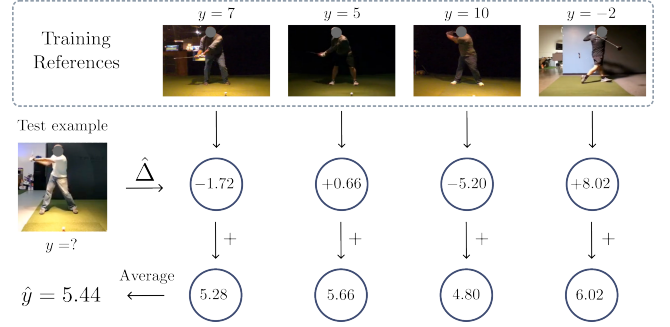 y = 7
y = 5
y = 10
y = −2
Training
References
Test example
Δ̂
−1.72
+0.66
−5.20
+8.02
y =?
+
+
+
+
Average
ŷ = 5.44
5.28
5.66
4.80
6.02